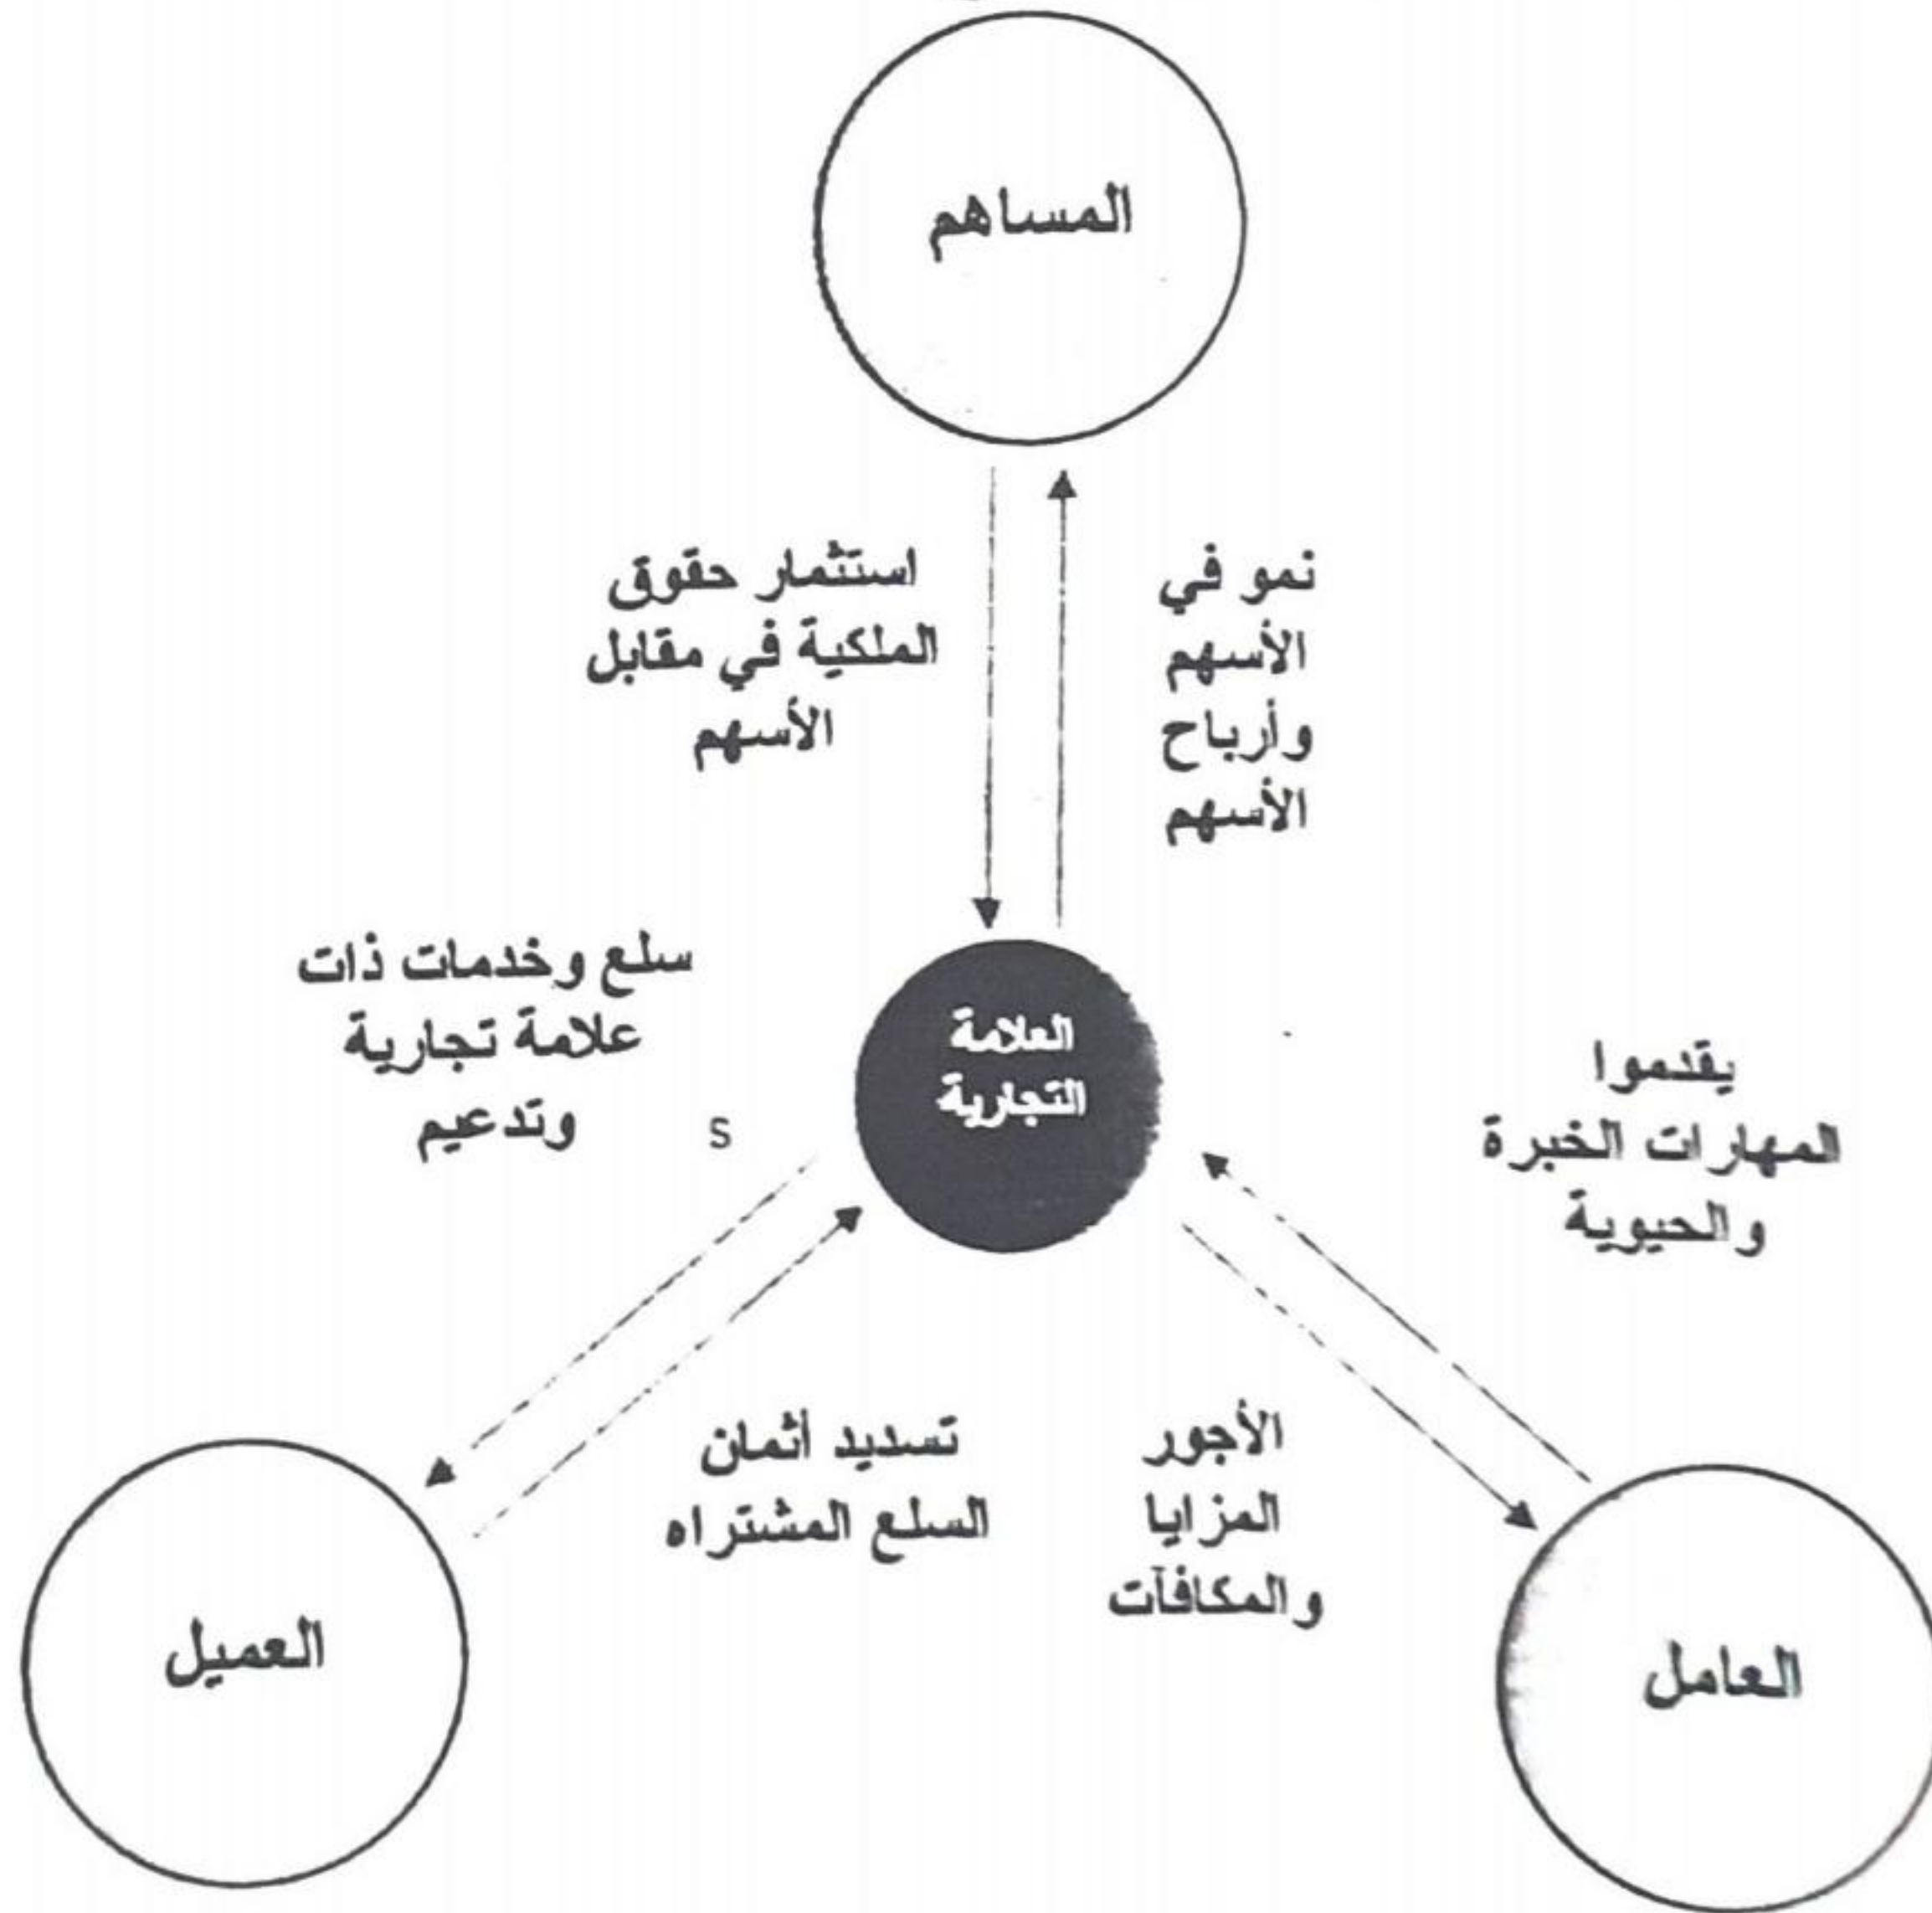 المساهم
استثمار حقوق
الملكية في مقابل
الأسهم
نمو في
الأسهم
وأرباح
الأسهم
سلع وخدمات ذات
علامة تجارية
وتدعيم
s
العلامة
التجارية
يقدموا
المهارات الخبرة
والحيوية
تسديد أثمان
السلع المشتراه
الأجور
المزايا
والمكافآت
العميل
العامل